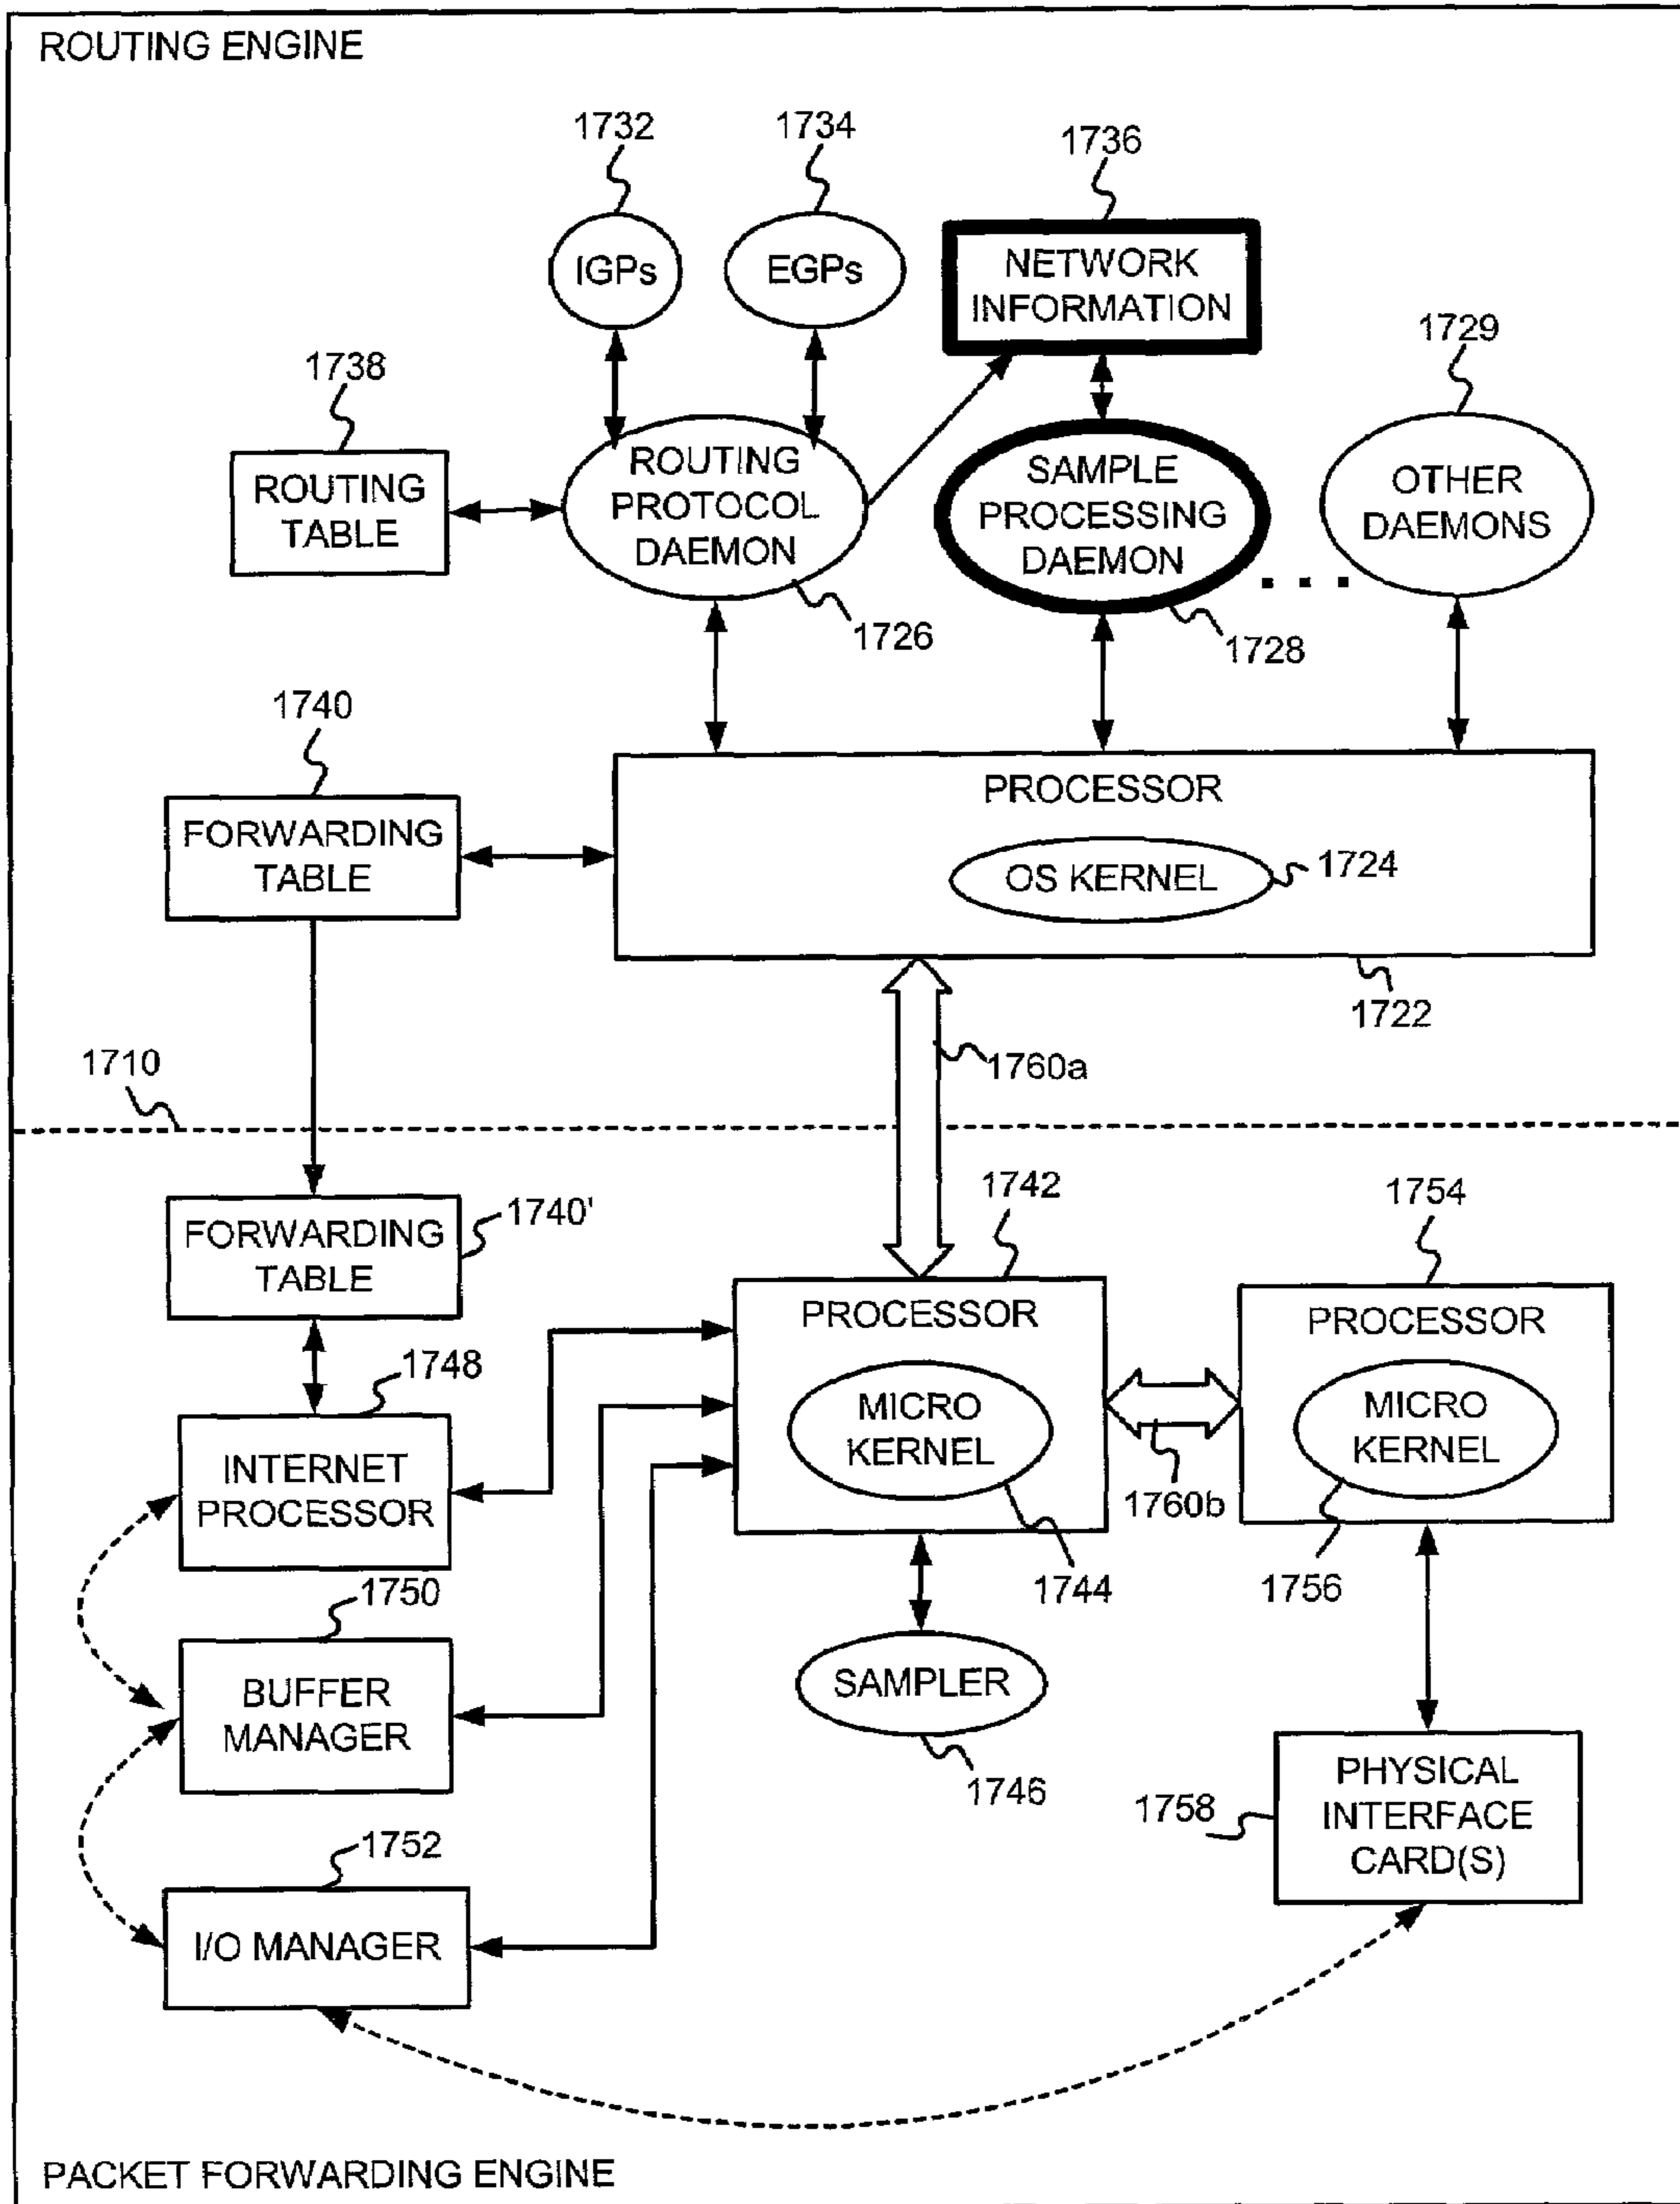 ROUTING ENGINE
1732
1734
1736
IGPs
EGPs
NETWORK
INFORMATION
1729
1738
ROUTING
TABLE
ROUTING
PROTOCOL
DAEMON
SAMPLE
PROCESSING
DAEMON
OTHER
DAEMONS
. . .
1726
1728
1740
FORWARDING
TABLE
PROCESSOR
OS KERNEL
1724
1722
1760a
1710
FORWARDING
TABLE
1740'
1742
1754
PROCESSOR
MICRO
KERNEL
PROCESSOR
MICRO
KERNEL
1748
INTERNET
PROCESSOR
1760b
1744
1756
1750
BUFFER
MANAGER
SAMPLER
1746
1758
PHYSICAL
INTERFACE
CARD(S)
1752
I/O MANAGER
PACKET FORWARDING ENGINE